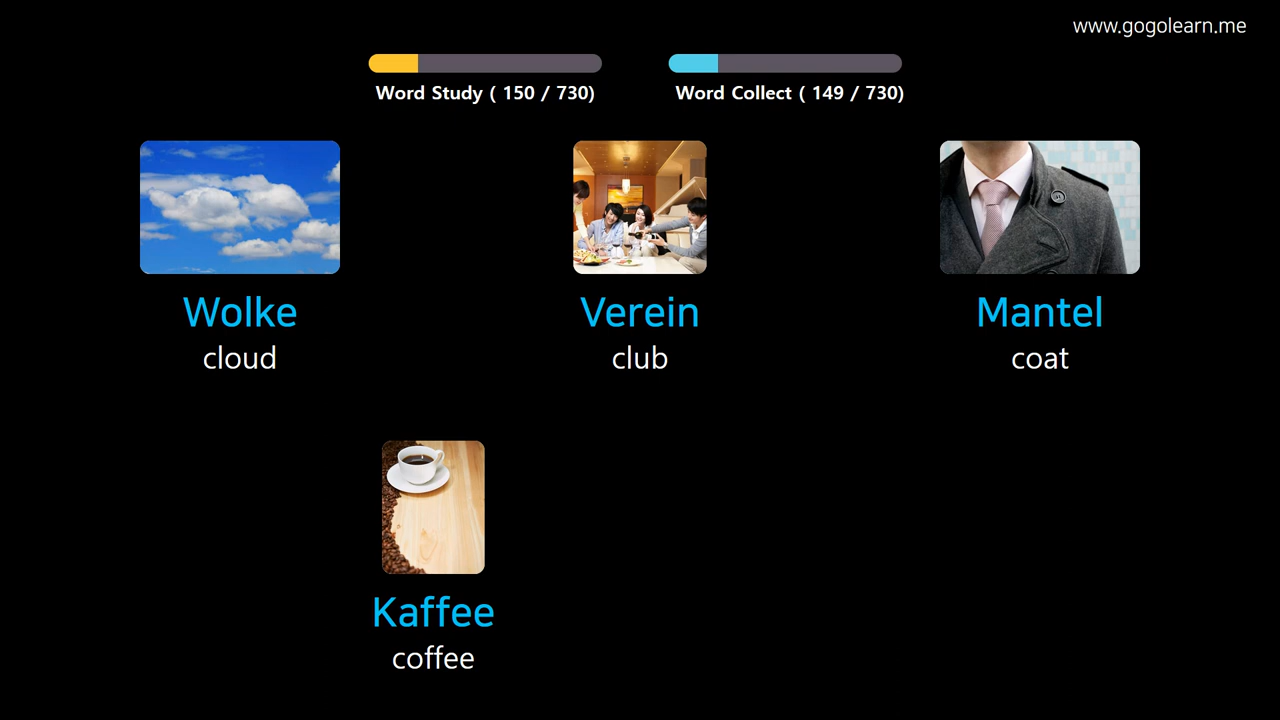 www.gogolearn.me
Word Study ( 150 / 730)
Word Collect ( 149 / 730)
Wolke
cloud
Verein
club
Mantel
coat
Kaffee
coffee